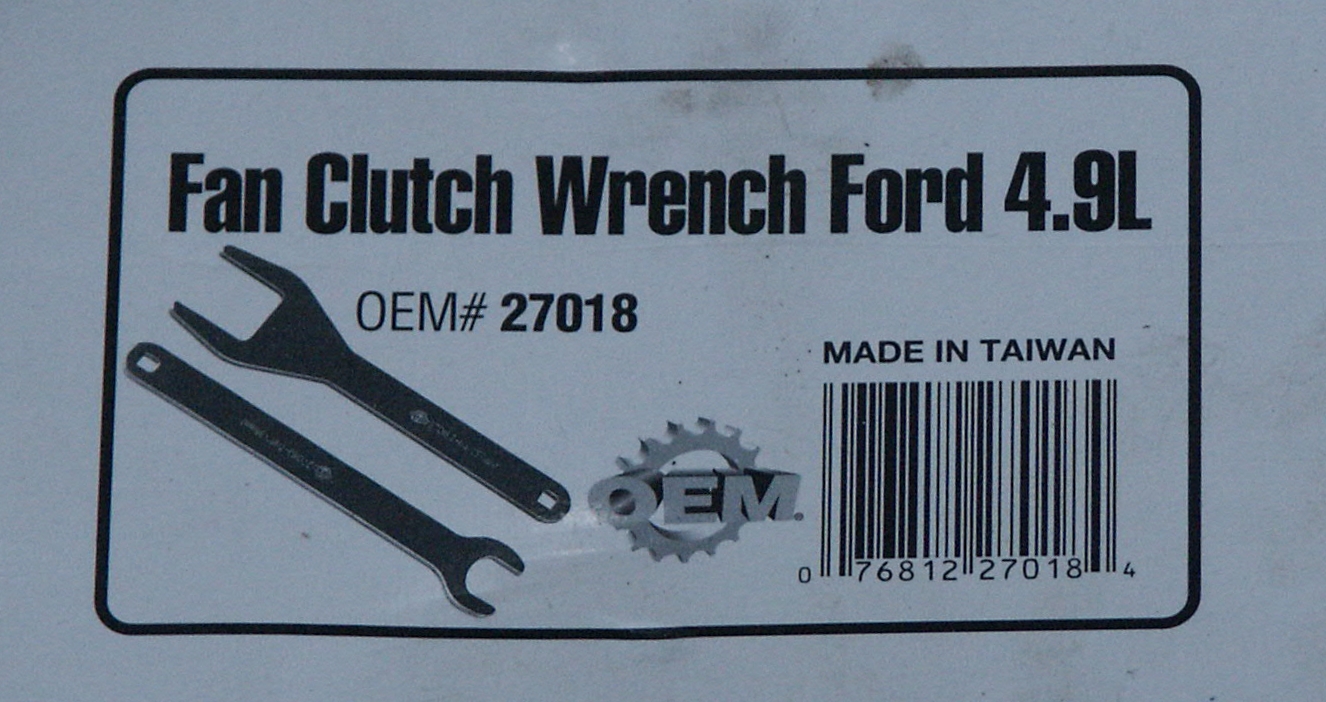 Fan Clutch Wrench Ford 4.9L
OEM# 27018
MADE IN TAIWAN
OEM.
0 76812 27018 4